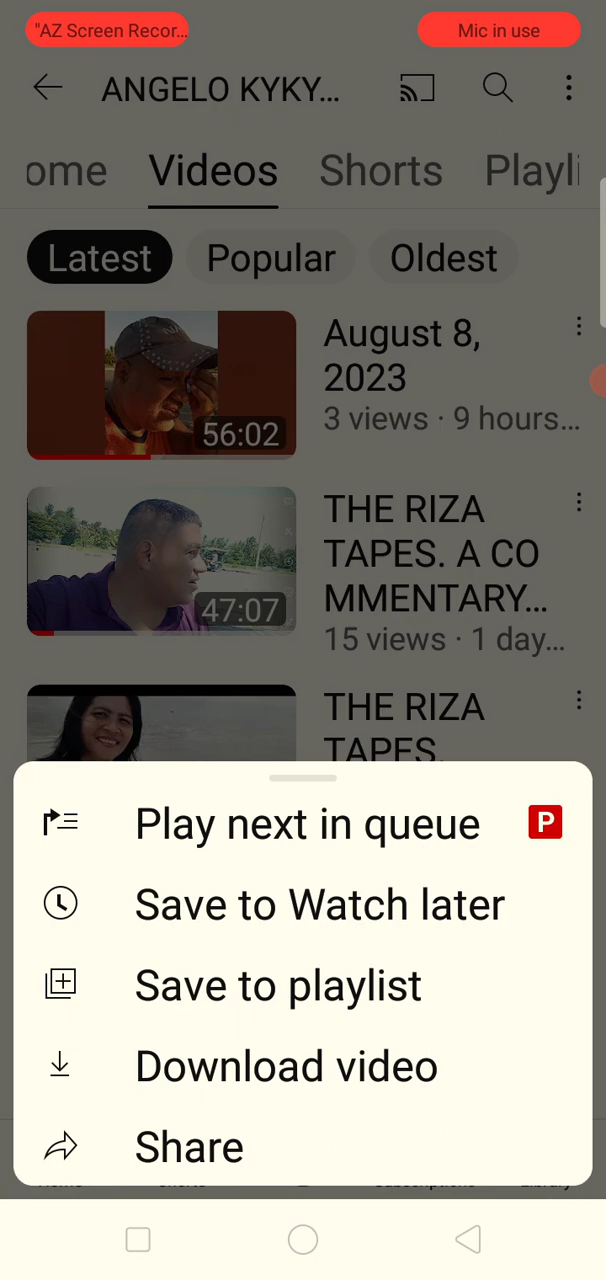 "AZ Screen Recor...
Mic in use
ANGELO KYKY...
ome Videos Shorts Playli
Latest Popular Oldest
August 8,
2023
3 views · 9 hours...
56:02
THE RIZA
TAPES. A CO
MMENTARY...
15 views · 1 day...
47:07
THE RIZA
TAPES.
Play next in queue P
Save to Watch later
Save to playlist
Download video
Share